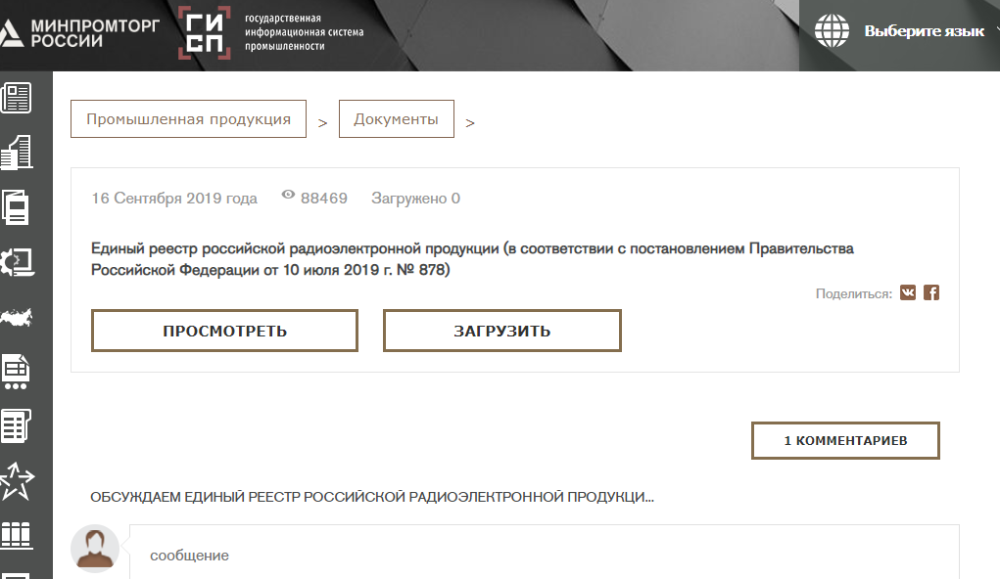 МИНПРОМТОРГ
РОССИИ
ГИ
СП
государственная
информационная система
промышленности
Выберите язык
Промышленная продукция > Документы >
16 Сентября 2019 года 88469 Загружено 0
Единый реестр российской радиоэлектронной продукции (в соответствии с постановлением Правительства
Российской Федерации от 10 июля 2019 г. № 878)
Поделиться:
ПРОСМОТРЕТЬ ЗАГРУЗИТЬ
1 КОММЕНТАРИЕВ
ОБСУЖДАЕМ ЕДИНЫЙ РЕЕСТР РОССИЙСКОЙ РАДИОЭЛЕКТРОННОЙ ПРОДУКЦИ...
сообщение